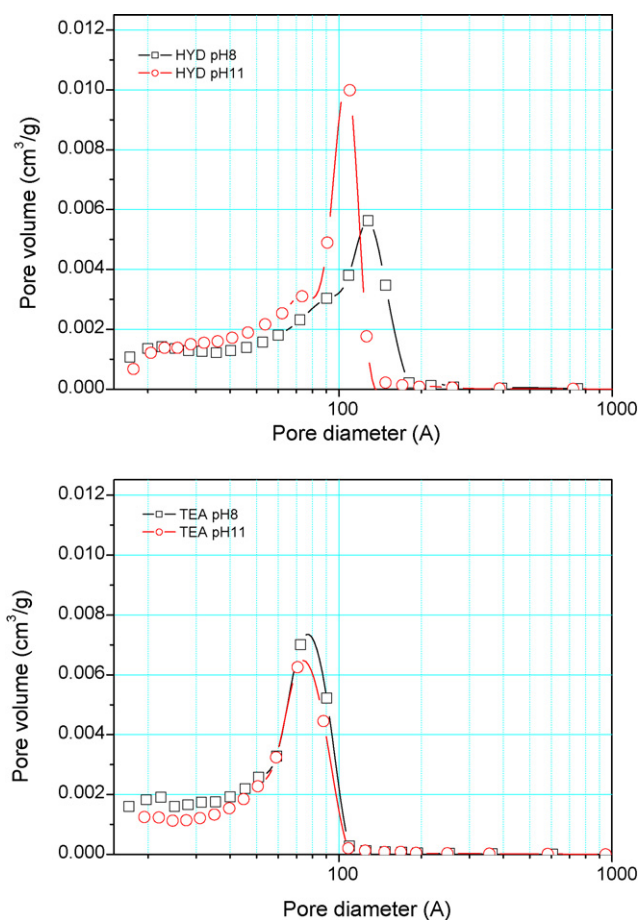 0.012
0.010
0.008
0.006
0.004
0.002
0.000
Pore volume (cm³/g)
HYD pH8
HYD pH11
100
1000
Pore diameter (A)
0.012
0.010
0.008
0.006
0.004
0.002
0.000
Pore volume (cm³/g)
TEA pH8
TEA pH11
100
1000
Pore diameter (A)